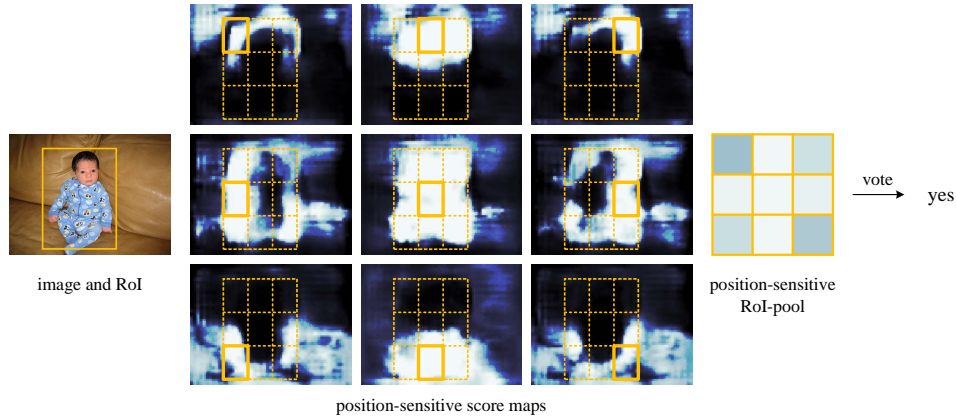 image and RoI
position-sensitive score maps
position-sensitive
RoI-pool
vote
yes